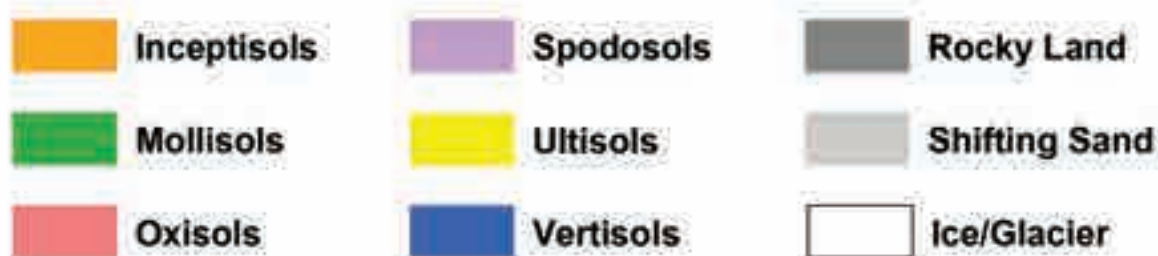 Inceptisols Spodosols Rocky Land
Mollisols Ultisols Shifting Sand
Oxisols Vertisols Ice/Glacier